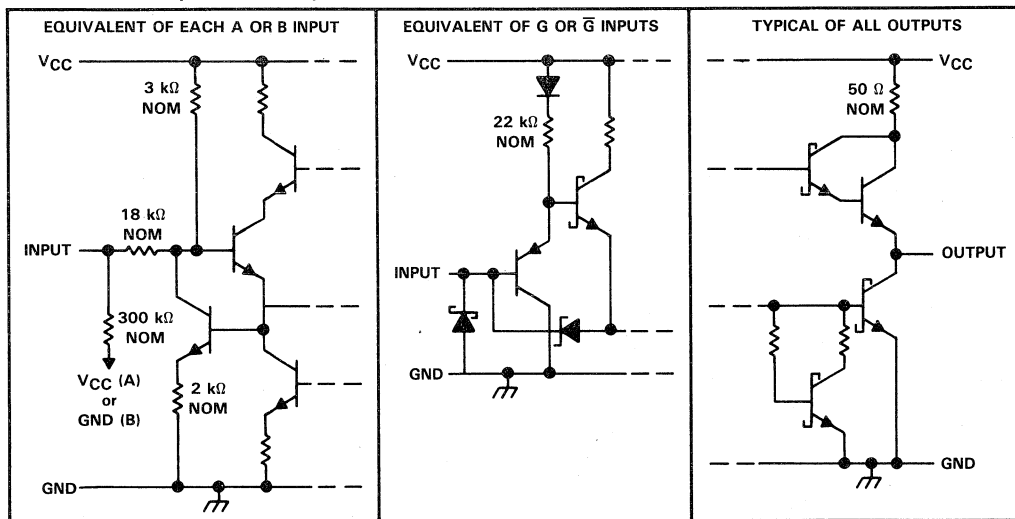 EQUIVALENT OF EACH A OR B INPUT
VCC
3 kΩ
NOM
18 kΩ
NOM
INPUT
300 kΩ
NOM
VCC (A)
or
GND (B)
2 kΩ
NOM
GND
EQUIVALENT OF G OR G̅ INPUTS
VCC
22 kΩ
NOM
INPUT
GND
TYPICAL OF ALL OUTPUTS
VCC
50 Ω
NOM
OUTPUT
GND